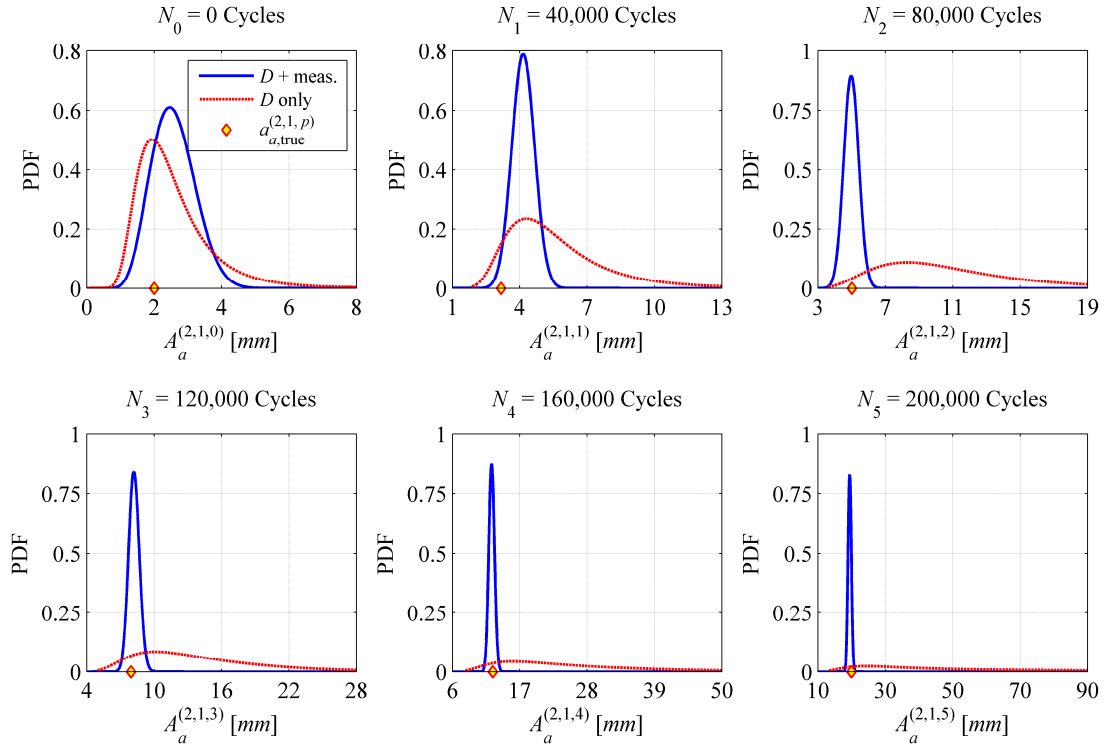 N₀ = 0 Cycles
0.8
0.6
0.4
0.2
0
PDF
D + meas.
D only
a_{a,true}^{(2,1,p)}
0 2 4 6 8
A_a^{(2,1,0)} [mm]
N₁ = 40,000 Cycles
0.8
0.6
0.4
0.2
0
PDF
1 4 7 10 13
A_a^{(2,1,1)} [mm]
N₂ = 80,000 Cycles
1
0.75
0.5
0.25
0
PDF
3 7 11 15 19
A_a^{(2,1,2)} [mm]
N₃ = 120,000 Cycles
1
0.75
0.5
0.25
0
PDF
4 10 16 22 28
A_a^{(2,1,3)} [mm]
N₄ = 160,000 Cycles
1
0.75
0.5
0.25
0
PDF
6 17 28 39 50
A_a^{(2,1,4)} [mm]
N₅ = 200,000 Cycles
1
0.75
0.5
0.25
0
PDF
10 30 50 70 90
A_a^{(2,1,5)} [mm]